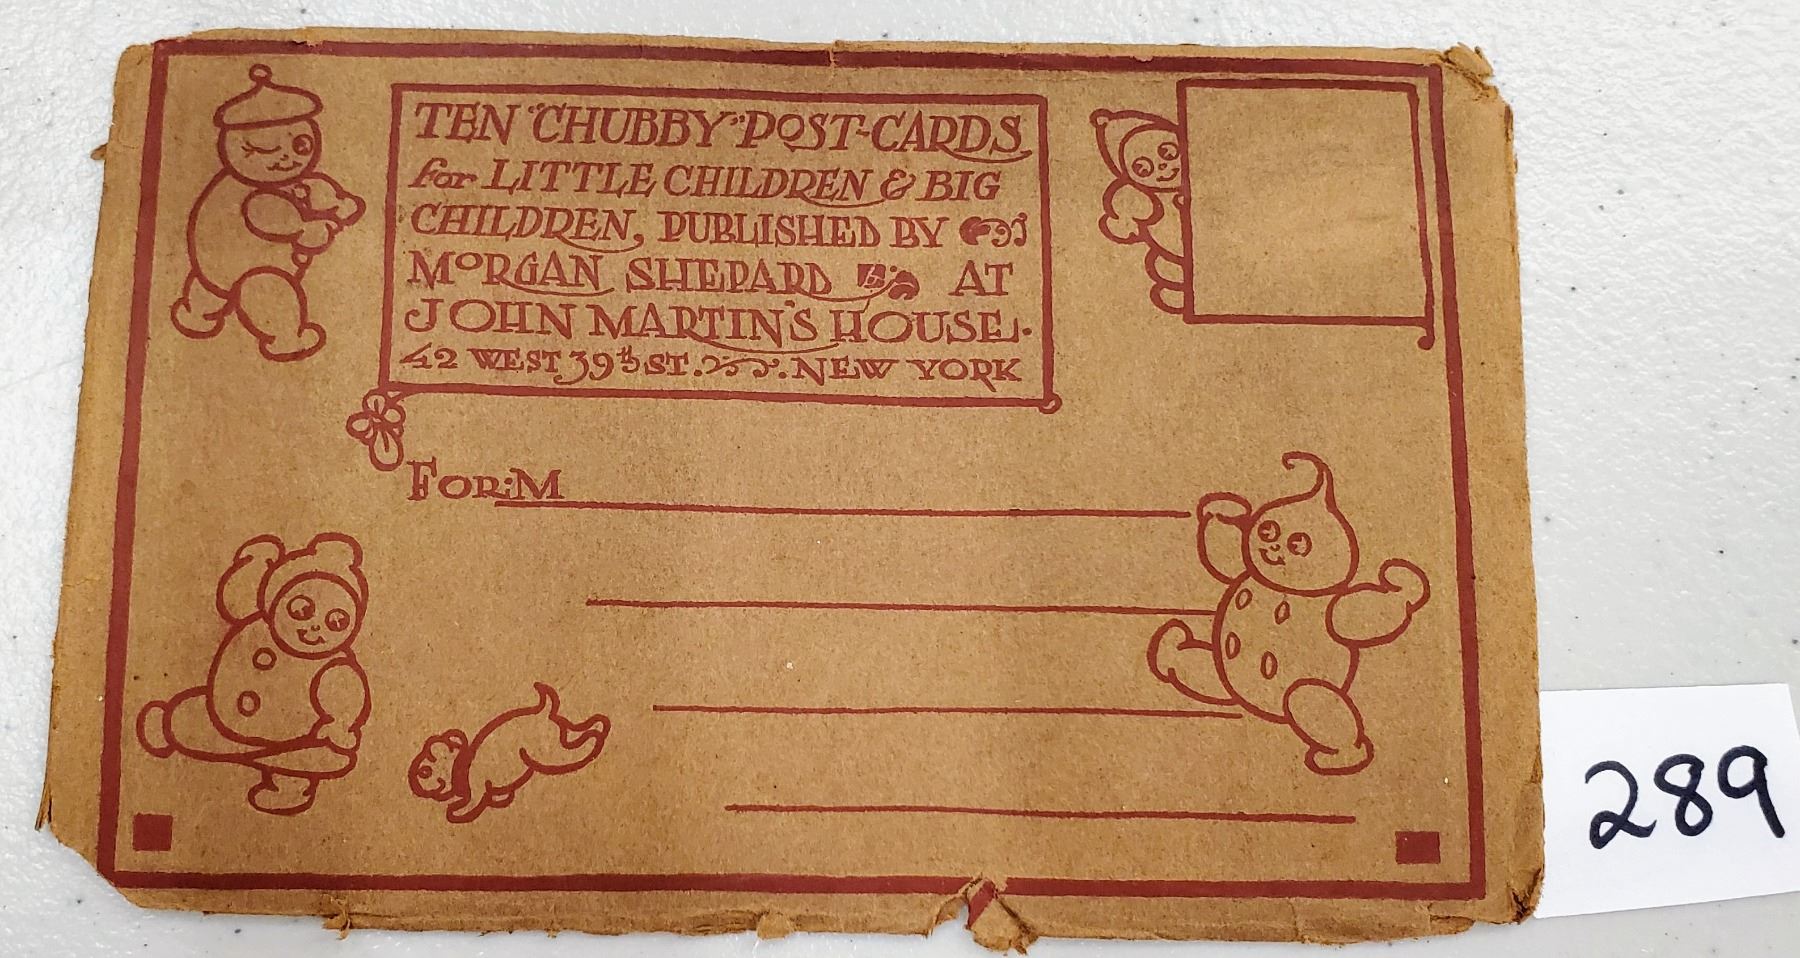 TEN "CHUBBY" POST-CARDS
for LITTLE CHILDREN & BIG
CHILDREN, PUBLISHED BY
MORGAN SHEPARD AT
JOHN MARTIN'S HOUSE.
42 WEST 39th ST. NEW YORK
FOR: M
289